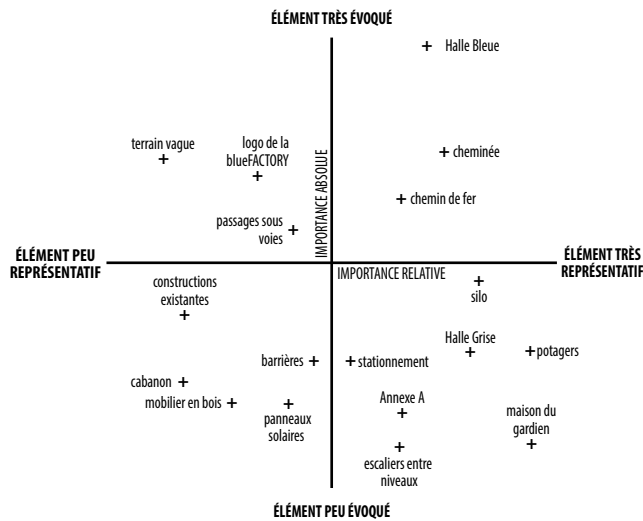 ÉLÉMENT TRÈS ÉVOQUÉ
Halle Bleue
terrain vague
logo de la
blueFACTORY
cheminée
chemin de fer
passages sous
voies
IMPORTANCE ABSOLUE
ÉLÉMENT PEU
REPRÉSENTATIF
ÉLÉMENT TRÈS
REPRÉSENTATIF
IMPORTANCE RELATIVE
constructions
existantes
silo
Halle Grise
potagers
barrières
stationnement
cabanon
mobilier en bois
panneaux
solaires
Annexe A
maison du
gardien
escaliers entre
niveaux
ÉLÉMENT PEU ÉVOQUÉ